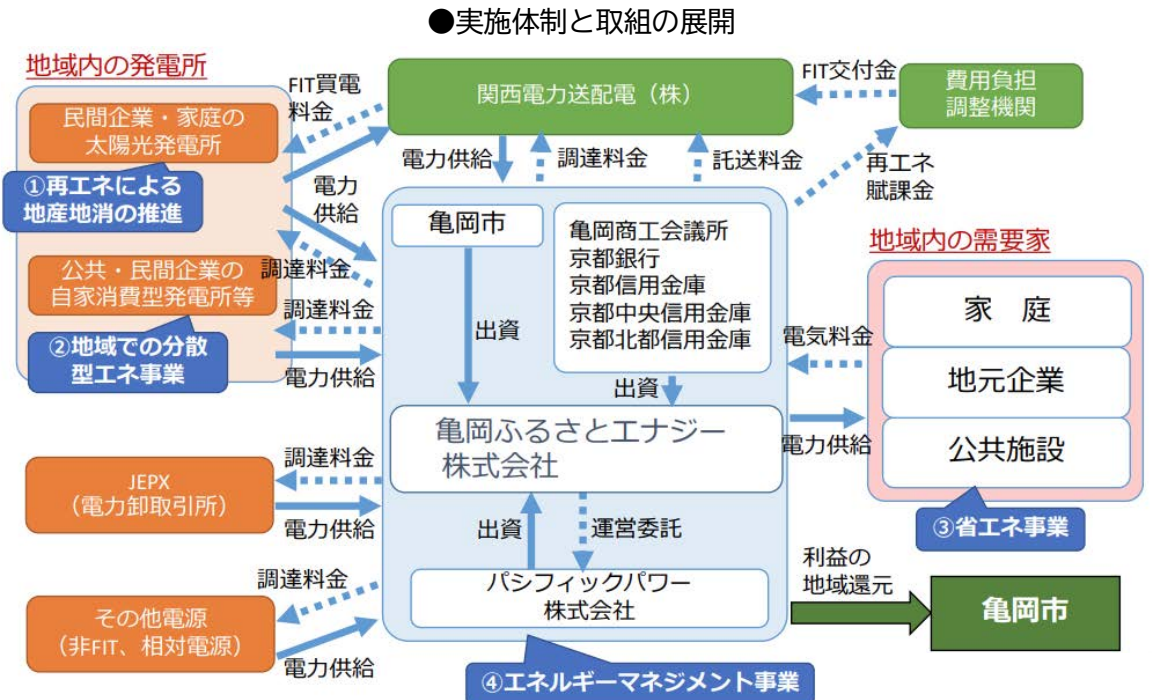 ●実施体制と取組の展開
地域内の発電所
民間企業・家庭の
太陽光発電所
①再エネによる
地産地消の推進
公共・民間企業の
自家消費型発電所等
②地域での分散
型エネ事業
FIT買電
料金
電力
供給
調達料金
調達料金
電力供給
関西電力送配電（株）
FIT交付金
費用負担
調整機関
電力供給
調達料金
託送料金
再エネ
賦課金
亀岡市
亀岡商工会議所
京都銀行
京都信用金庫
京都中央信用金庫
京都北都信用金庫
出資
出資
亀岡ふるさとエナジー
株式会社
出資
運営委託
パシフィックパワー
株式会社
④エネルギーマネジメント事業
地域内の需要家
家　庭
地元企業
公共施設
③省エネ事業
電気料金
電力供給
JEPX
（電力卸取引所）
調達料金
電力供給
その他電源
（非FIT、相対電源）
調達料金
電力供給
利益の
地域還元
亀岡市